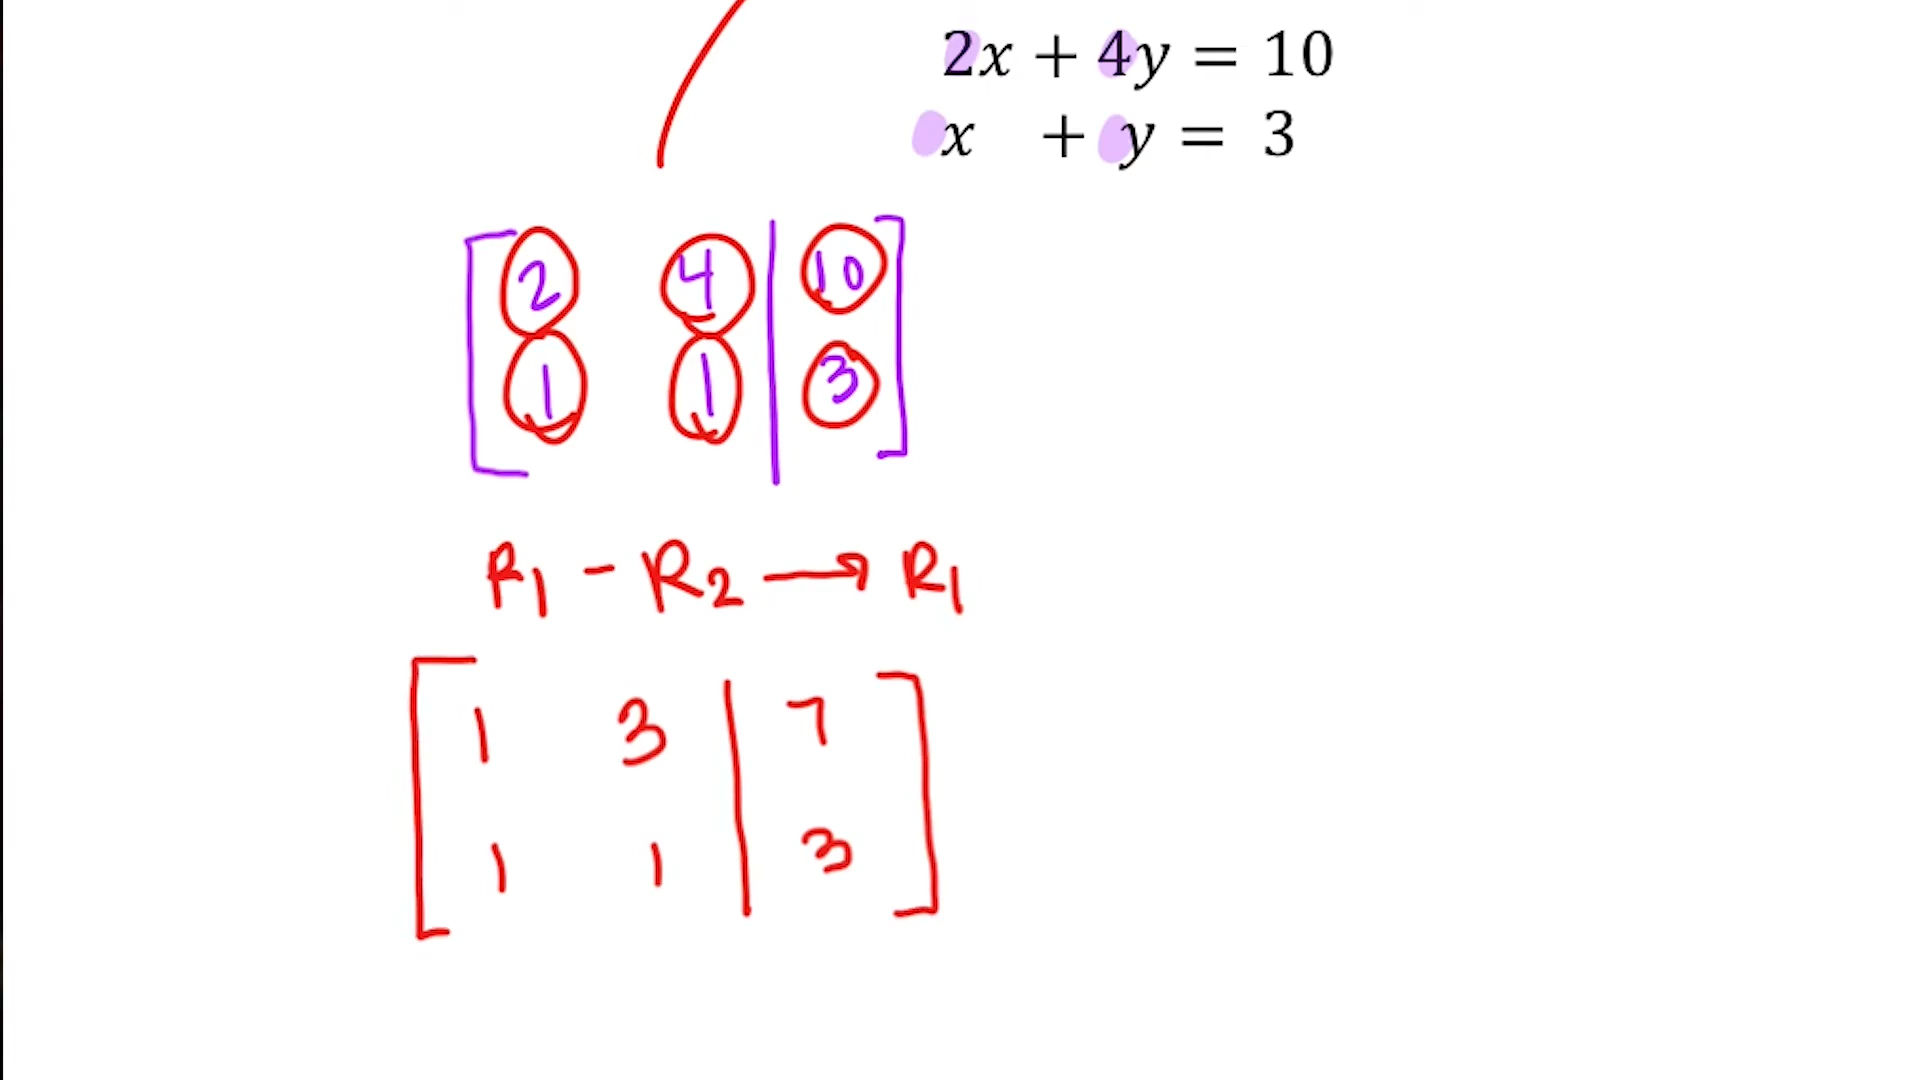 2x + 4y = 10
x + y = 3
2 4 10
1 1 3
R1 - R2 → R1
1 3 7
1 1 3